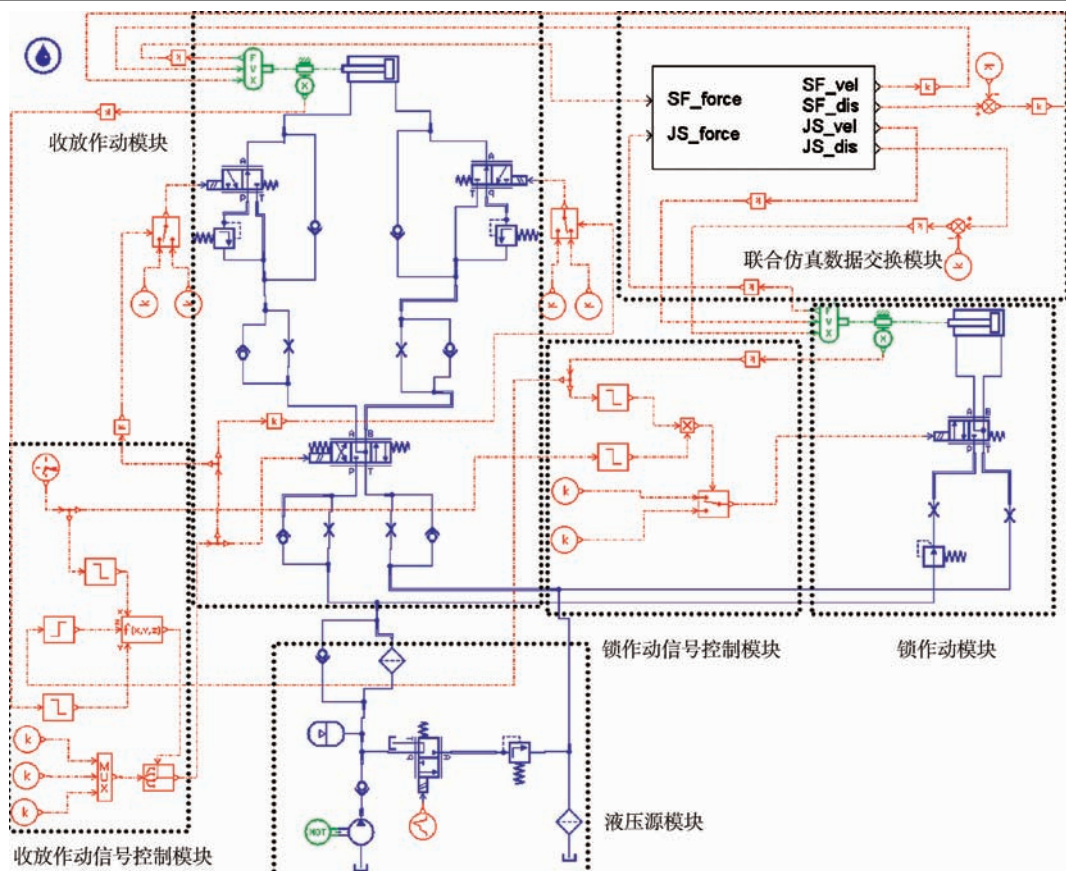 F
V
X
X
SF_force
JS_force
SF_vel
SF_dis
JS_vel
JS_dis
k
k
收放作动模块
A
P T
A
T P
联合仿真数据交换模块
k
k
k
k
F
V
X
X
k
A B
P T
A B
P T
k
k
f(x,y,z)
锁作动信号控制模块
锁作动模块
k
k
k
MUX
MOT
液压源模块
收放作动信号控制模块